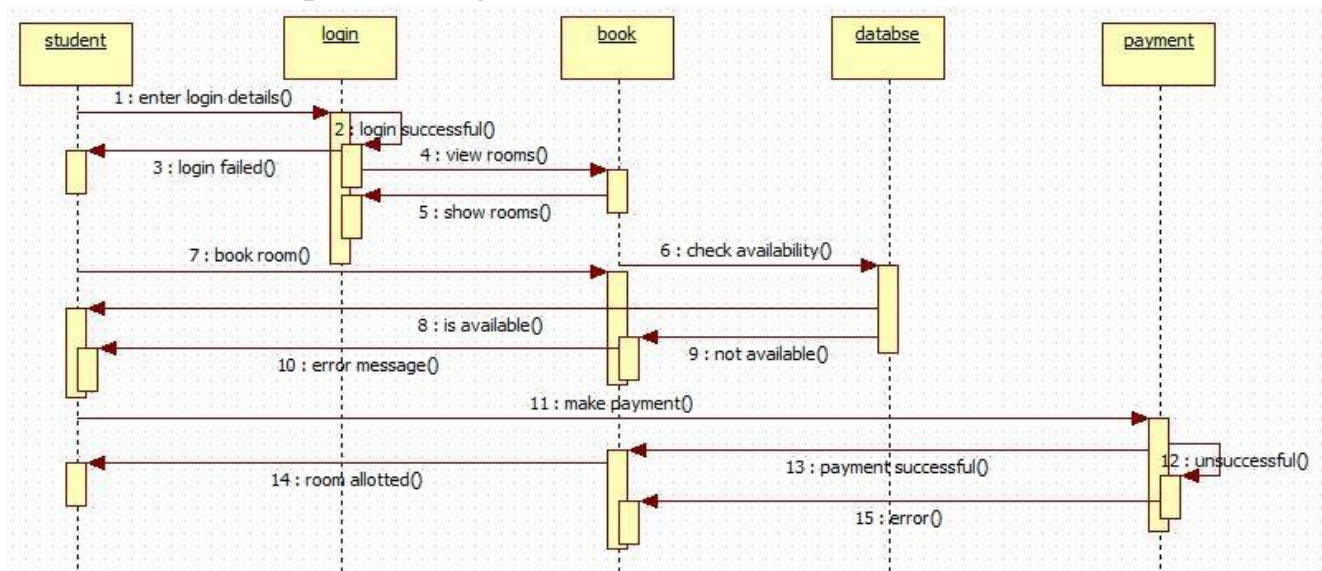 student
login
book
databse
payment
1 : enter login details()
2 : login successful()
3 : login failed()
4 : view rooms()
5 : show rooms()
6 : check availability()
7 : book room()
8 : is available()
9 : not available()
10 : error message()
11 : make payment()
12 : unsuccessful()
13 : payment successful()
14 : room allotted()
15 : error()